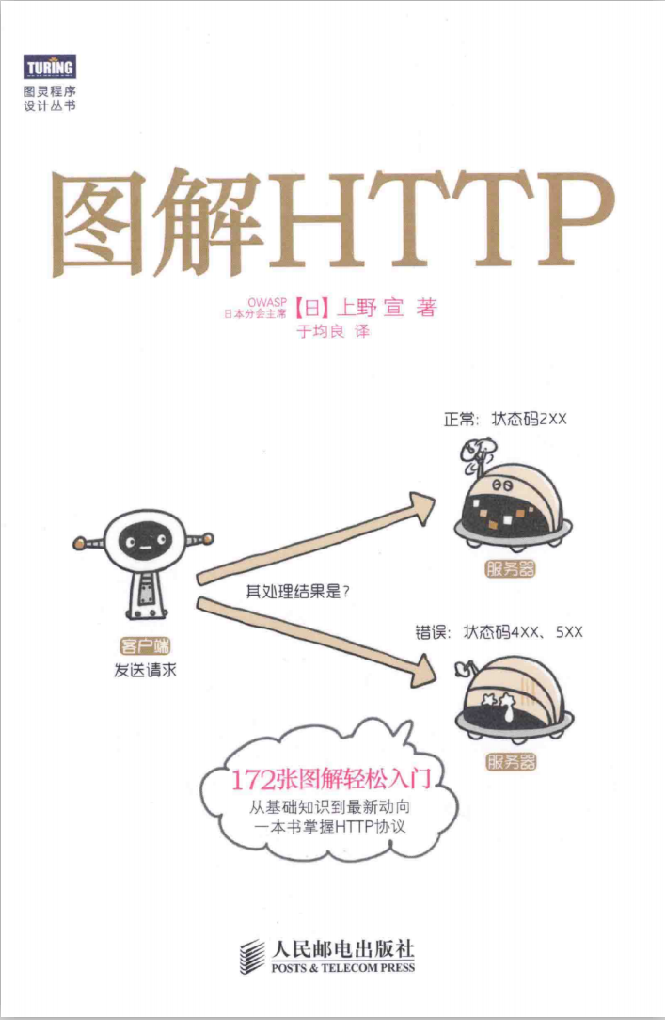 TURING
图灵程序
设计丛书
图解HTTP
OWASP
日本分会主席
【日】上野 宣 著
于均良 译
正常：状态码2XX
服务器
其处理结果是？
客户端
发送请求
错误：状态码4XX、5XX
服务器
172张图解轻松入门
从基础知识到最新动向
一本书掌握HTTP协议
人民邮电出版社
POSTS & TELECOM PRESS